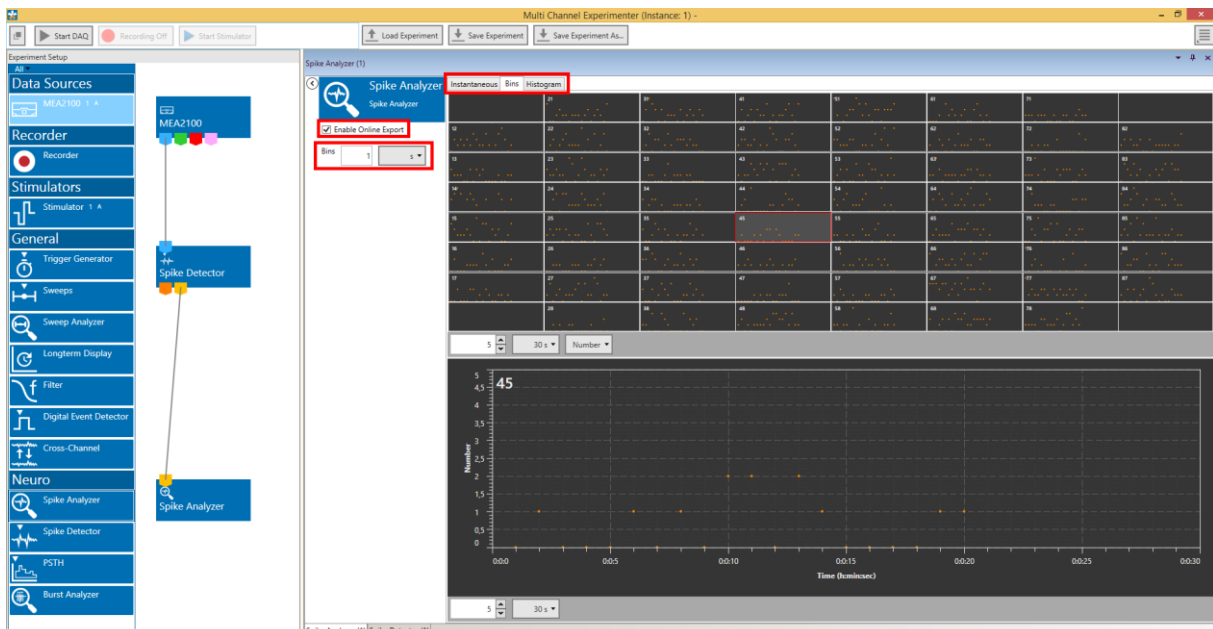 Multi Channel Experimenter (Instance: 1) -
Start DAQ Recording Off Start Stimulator Load Experiment Save Experiment Save Experiment As...
Experiment Setup
All
Data Sources
MEA2100 1 A
Recorder
Recorder
Stimulators
Stimulator 1 A
General
Trigger Generator
Sweeps
Sweep Analyzer
Longterm Display
Filter
Digital Event Detector
Cross-Channel
Neuro
Spike Analyzer
Spike Detector
PSTH
Burst Analyzer
MEA2100
Spike Detector
Spike Analyzer
Spike Analyzer (1)
Spike Analyzer
Spike Analyzer
Enable Online Export
Bins 1 s
Instantaneous Bins Histogram
21 31 41 51 61 71
12 22 32 42 52 62 72 82
13 23 33 43 53 63 73 83
14 24 34 44 54 64 74 84
15 25 35 45 55 65 75 85
16 26 36 46 56 66 76 86
17 27 37 47 57 67 77 87
28 38 48 58 68 78
5 30 s Number
45
Number
5
4,5
4
3,5
3
2,5
2
1,5
1
0,5
0
0:00:0 0:0:5 0:0:10 0:0:15 0:0:20 0:0:25 0:0:30
Time (h:min:sec)
5 30 s